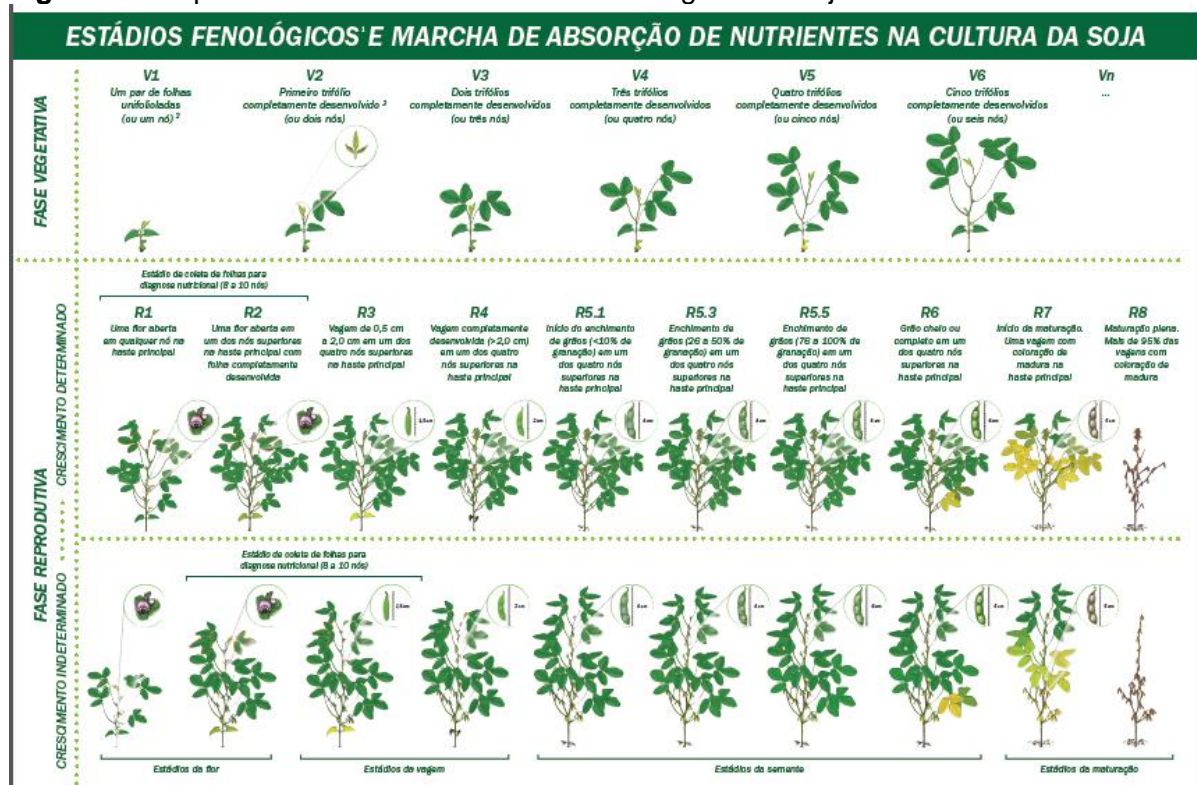 ESTÁDIOS FENOLÓGICOS¹ E MARCHA DE ABSORÇÃO DE NUTRIENTES NA CULTURA DA SOJA
FASE VEGETATIVA
V1
Um par de folhas
unifolioladas
(ou um nó) ²
V2
Primeiro trifólio
completamente desenvolvido ³
(ou dois nós)
V3
Dois trifólios
completamente desenvolvidos
(ou três nós)
V4
Três trifólios
completamente desenvolvidos
(ou quatro nós)
V5
Quatro trifólios
completamente desenvolvidos
(ou cinco nós)
V6
Cinco trifólios
completamente desenvolvidos
(ou seis nós)
Vn
...
FASE REPRODUTIVA
CRESCIMENTO DETERMINADO
Estádio de coleta de folhas para
diagnose nutricional (8 a 10 nós)
R1
Uma flor aberta
em qualquer nó na
haste principal
R2
Uma flor aberta em
um dos nós superiores
na haste principal com
folha completamente
desenvolvida
R3
Vagem de 0,5 cm
a 2,0 cm em um dos
quatro nós superiores
na haste principal
R4
Vagem completamente
desenvolvida (>2,0 cm)
em um dos quatro
nós superiores na
haste principal
R5.1
Início do enchimento
de grãos (<10% de
granação) em um
dos quatro nós
superiores na
haste principal
R5.3
Enchimento de
grãos (26 a 50% de
granação) em um
dos quatro nós
superiores na
haste principal
R5.5
Enchimento de
grãos (76 a 100% de
granação) em um
dos quatro nós
superiores na
haste principal
R6
Grão cheio ou
completo em um
dos quatro nós
superiores na
haste principal
R7
Início da maturação.
Uma vagem com
coloração de
madura na
haste principal
R8
Maturação plena.
Mais de 95% das
vagens com
coloração de
madura
CRESCIMENTO INDETERMINADO
Estádio de coleta de folhas para
diagnose nutricional (8 a 10 nós)
Estádios da flor
Estádios da vagem
Estádios da semente
Estádios da maturação